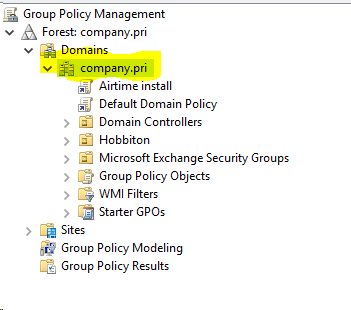 Group Policy Management
Forest: company.pri
Domains
company.pri
Airtime install
Default Domain Policy
Domain Controllers
Hobbiton
Microsoft Exchange Security Groups
Group Policy Objects
WMI Filters
Starter GPOs
Sites
Group Policy Modeling
Group Policy Results